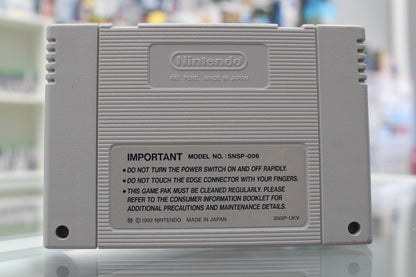 Nintendo
PAT. PEND. MADE IN JAPAN
IMPORTANT MODEL NO.: SNSP-006
• DO NOT TURN THE POWER SWITCH ON AND OFF RAPIDLY.
• DO NOT TOUCH THE EDGE CONNECTOR WITH YOUR FINGERS.
• THIS GAME PAK MUST BE CLEANED REGULARLY. PLEASE
REFER TO THE CONSUMER INFORMATION BOOKLET FOR
ADDITIONAL PRECAUTIONS AND MAINTENANCE DETAILS.
Ⓜ ©1992 NINTENDO MADE IN JAPAN SNSP-UKV